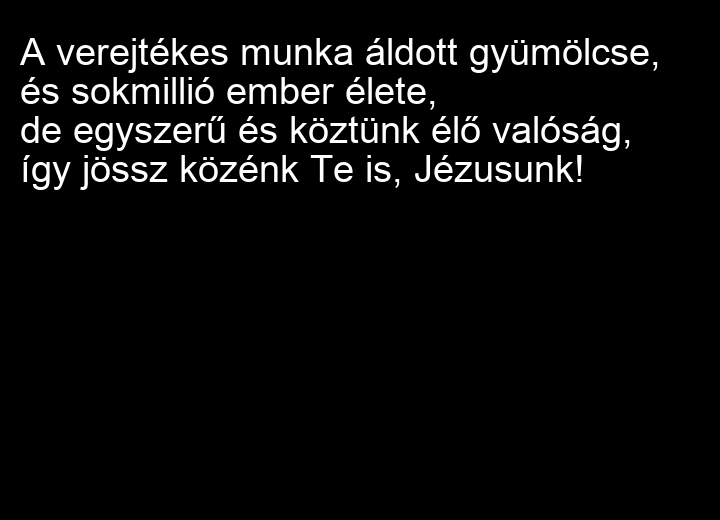 A verejtékes munka áldott gyümölcse,
és sokmillió ember élete,
de egyszerű és köztünk élő valóság,
így jössz közénk Te is, Jézusunk!